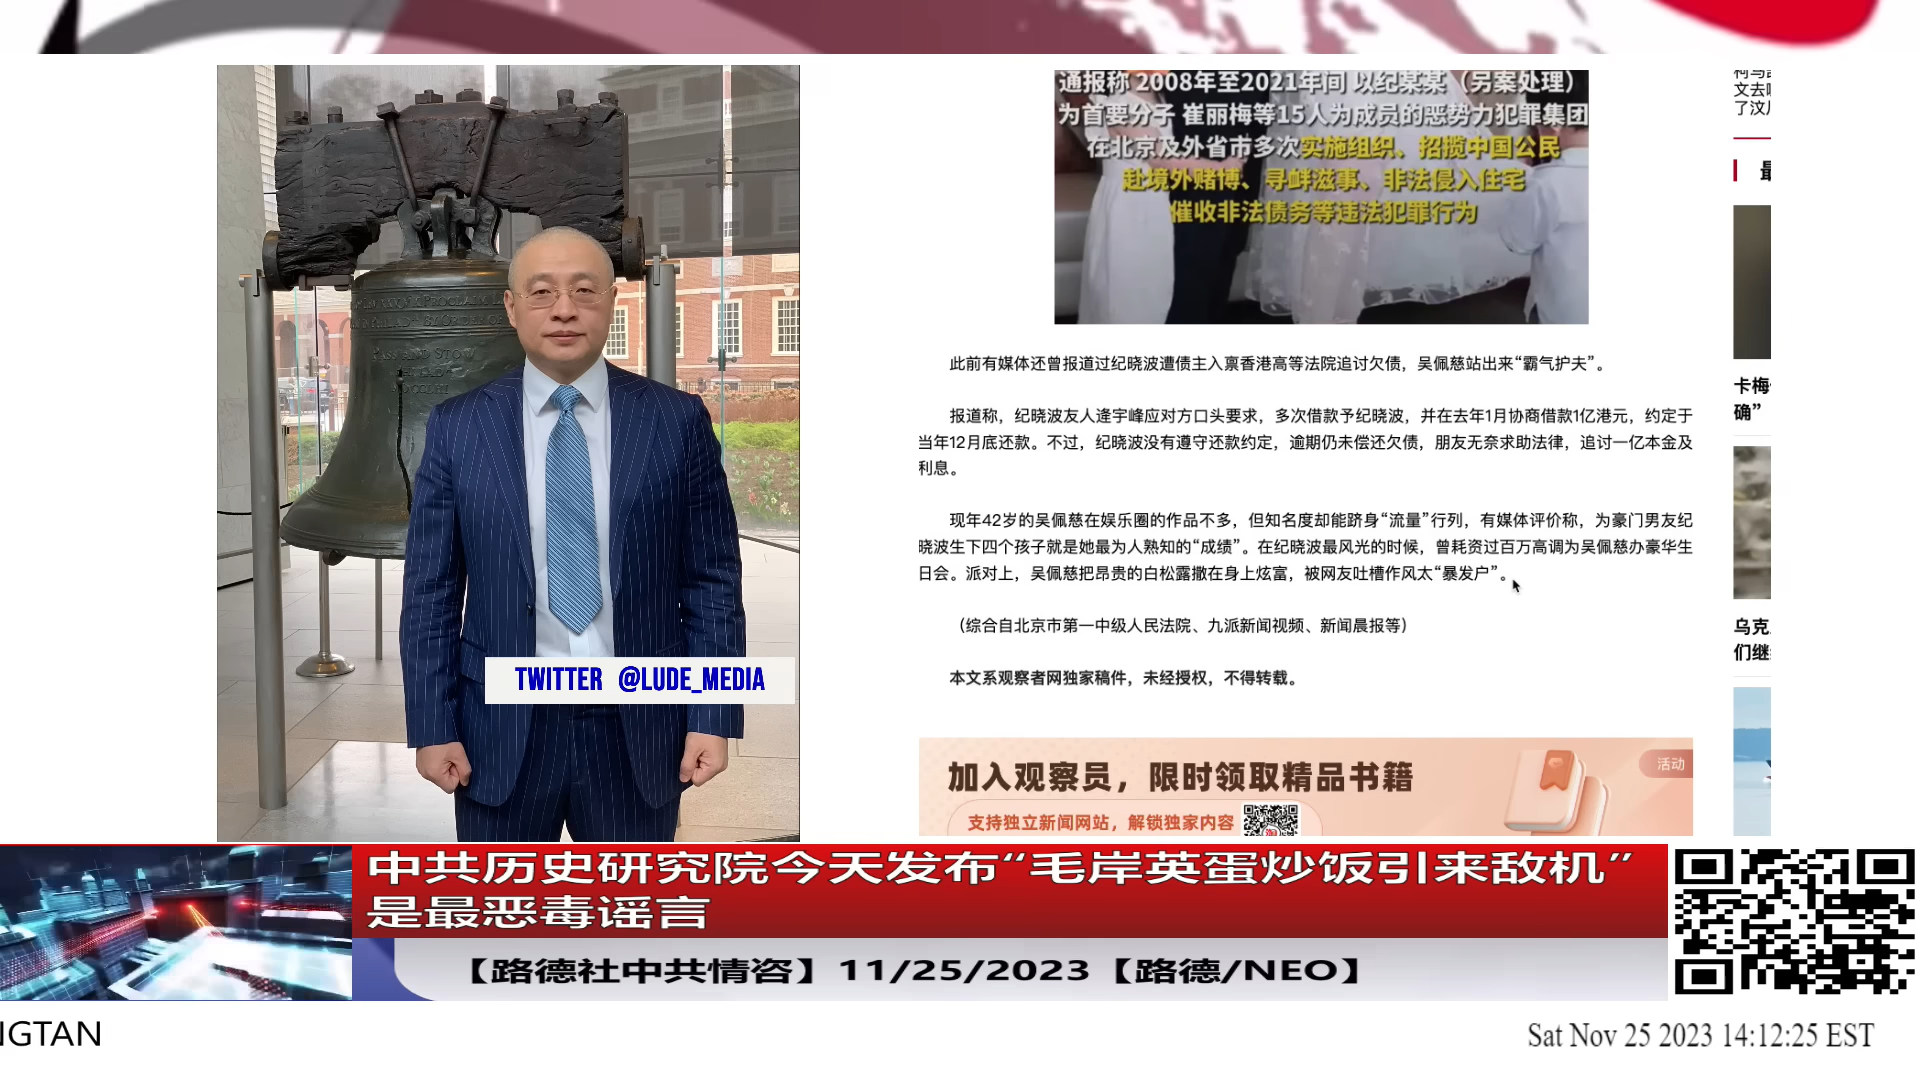 PASS AND STOW
TWITTER @LUDE_MEDIA
通报称 2008年至2021年间 以纪某某（另案处理）
为首要分子 崔丽梅等15人为成员的恶势力犯罪集团
在北京及外省市多次实施组织、招揽中国公民
赴境外赌博、寻衅滋事、非法侵入住宅
催收非法债务等违法犯罪行为
此前有媒体还曾报道过纪晓波遭债主入禀香港高等法院追讨欠债，吴佩慈站出来“霸气护夫”。
报道称，纪晓波友人逄宇峰应对方口头要求，多次借款予纪晓波，并在去年1月协商借款1亿港元，约定于
当年12月底还款。不过，纪晓波没有遵守还款约定，逾期仍未偿还欠债，朋友无奈求助法律，追讨一亿本金及
利息。
现年42岁的吴佩慈在娱乐圈的作品不多，但知名度却能跻身“流量”行列，有媒体评价称，为豪门男友纪
晓波生下四个孩子就是她最为人熟知的“成绩”。在纪晓波最风光的时候，曾耗资过百万高调为吴佩慈办豪华生
日会。派对上，吴佩慈把昂贵的白松露撒在身上炫富，被网友吐槽作风太“暴发户”。
（综合自北京市第一中级人民法院、九派新闻视频、新闻晨报等）
本文系观察者网独家稿件，未经授权，不得转载。
加入观察员，限时领取精品书籍
活动
支持独立新闻网站，解锁独家内容
文去
了汶
卡梅
确”
乌克
们继
中共历史研究院今天发布“毛岸英蛋炒饭引来敌机”
是最恶毒谣言
【路德社中共情咨】11/25/2023【路德/NEO】
NGTAN
Sat Nov 25 2023 14:12:25 EST